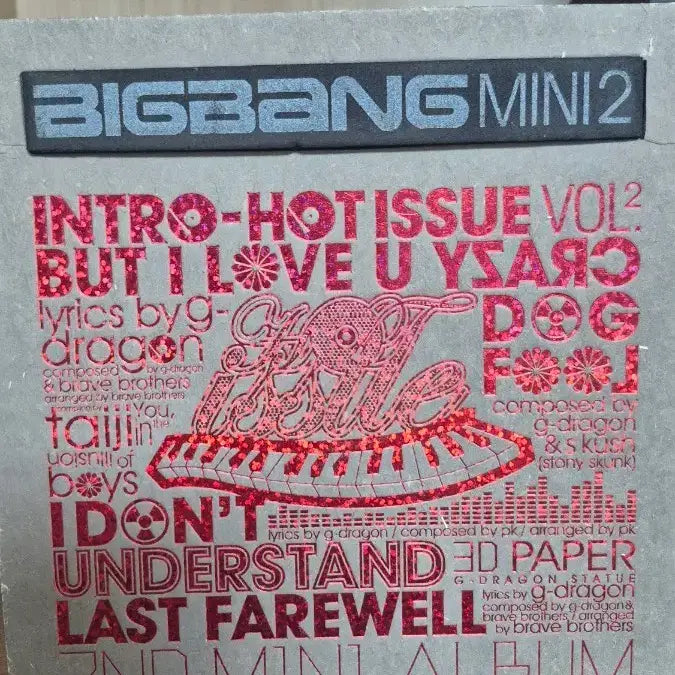 BIGBANG MINI 2
INTRO-HOT ISSUE VOL.2
BUT I LOVE U CRAZY
lyrics by g-
dragon
DOG
FOOL
composed by g-dragon
& brave brothers
arranged by brave brothers
HOT
issue
taiji
You,
in the
illusion of
boys
composed by
g-dragon
& s kush
(stony skunk)
I DON'T
lyrics by g-dragon / composed by pk / arranged by pk
UNDERSTAND
3D PAPER
G-DRAGON STATUE
LAST FAREWELL
lyrics by g-dragon
composed by g-dragon &
brave brothers / arranged
by brave brothers
2ND MINI ALBUM